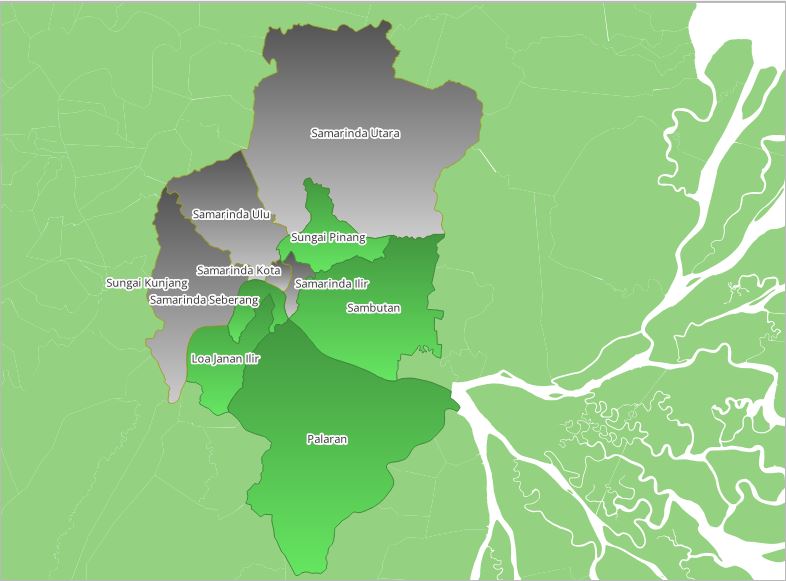 Samarinda Utara
Samarinda Ulu
Sungai Pinang
Samarinda Kota
Sungai Kunjang
Samarinda Ilir
Samarinda Seberang
Sambutan
Loa Janan Ilir
Palaran